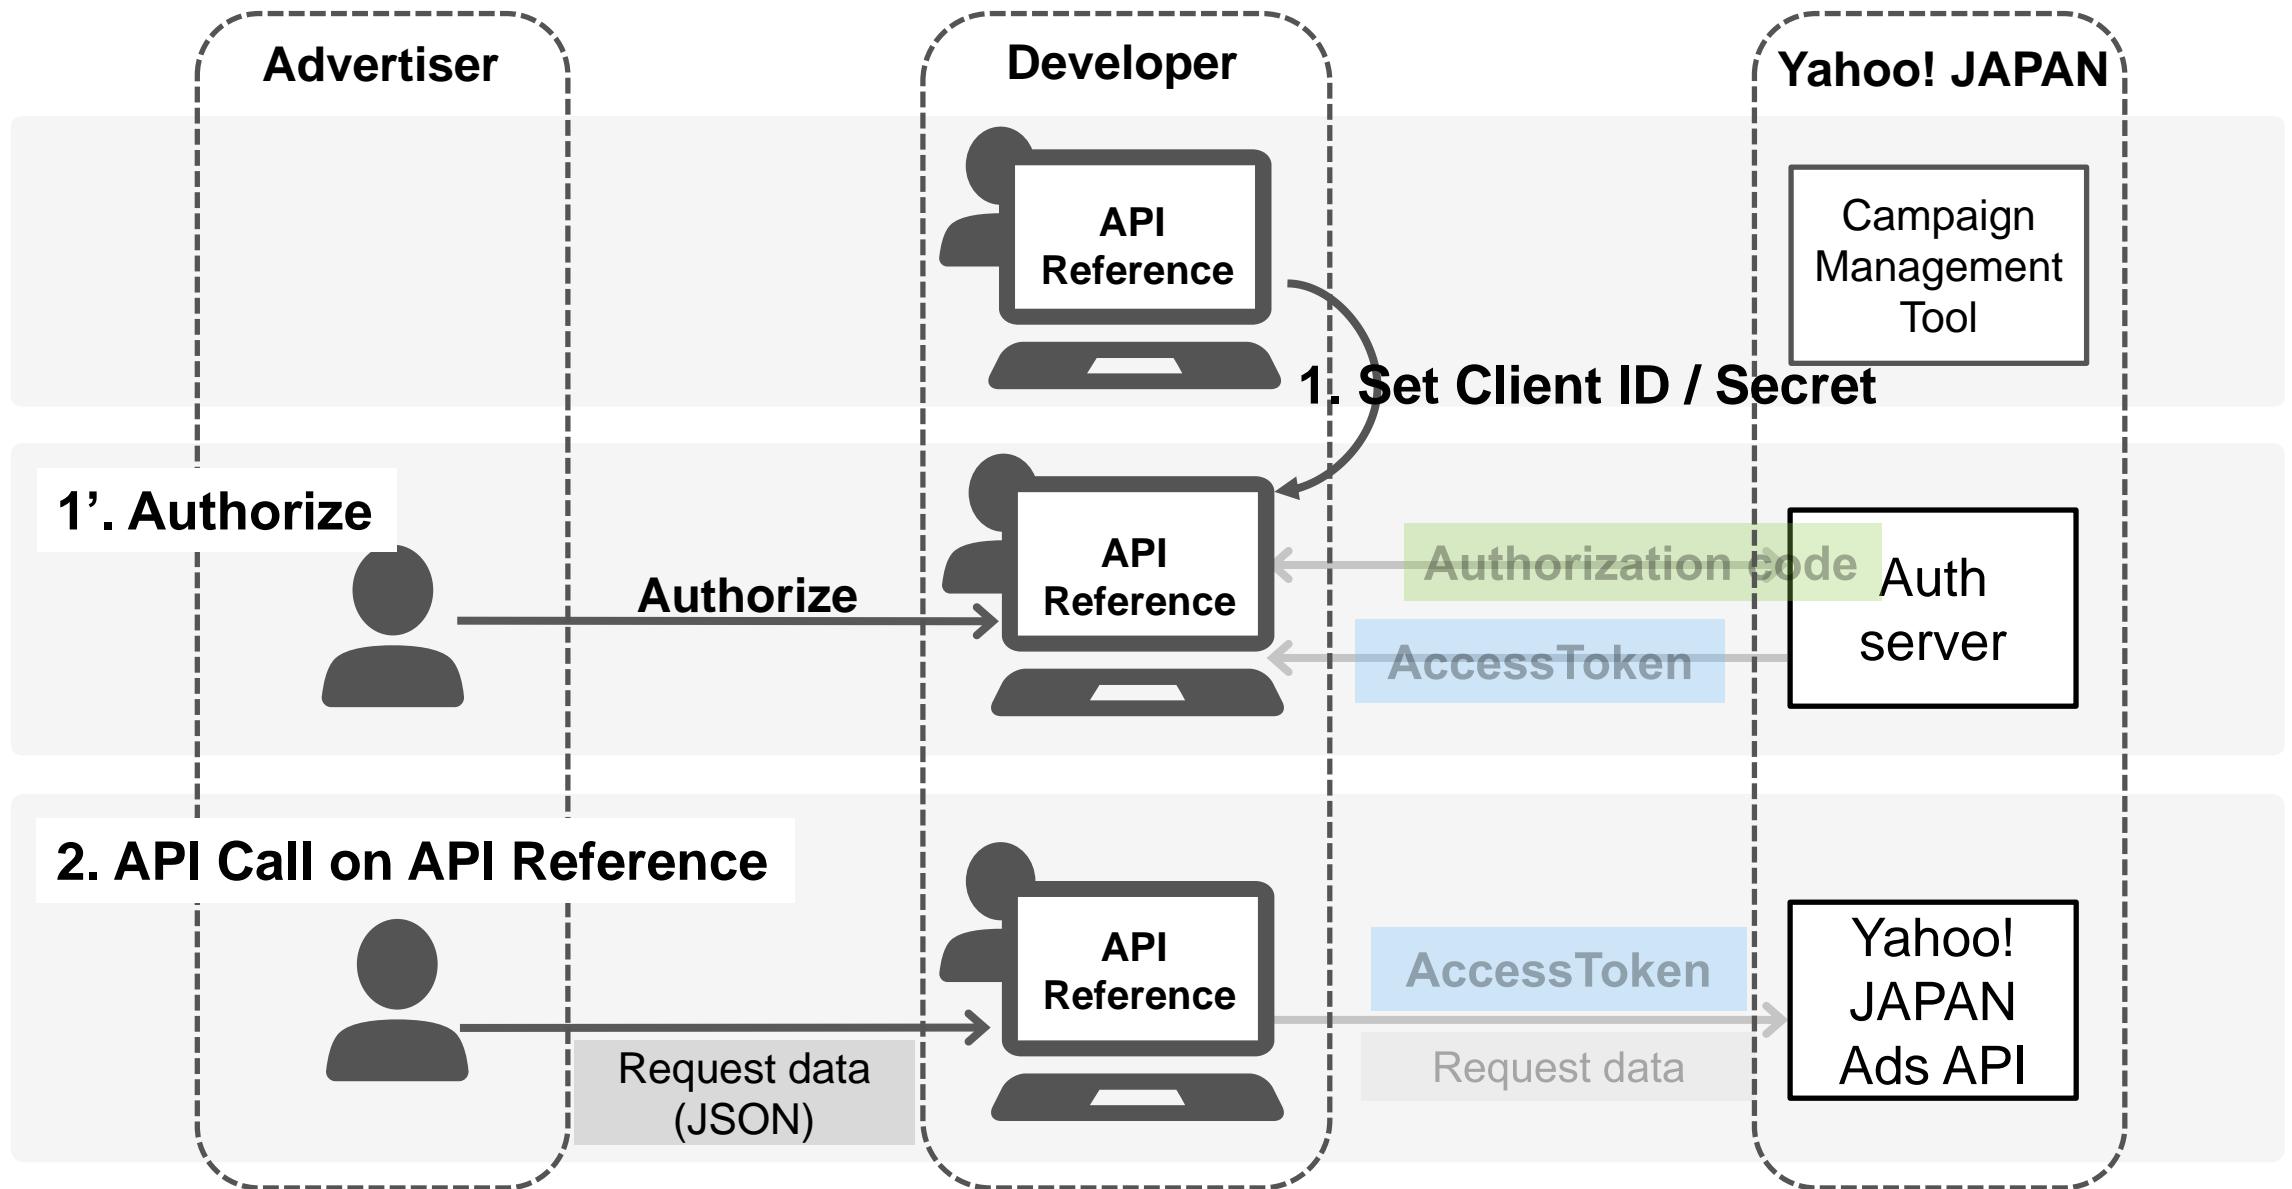 Advertiser
Developer
Yahoo! JAPAN
API
Reference
Campaign
Management
Tool
1. Set Client ID / Secret
1’. Authorize
Authorize
API
Reference
Authorization code
AccessToken
Auth
server
2. API Call on API Reference
Request data
(JSON)
API
Reference
AccessToken
Request data
Yahoo!
JAPAN
Ads API